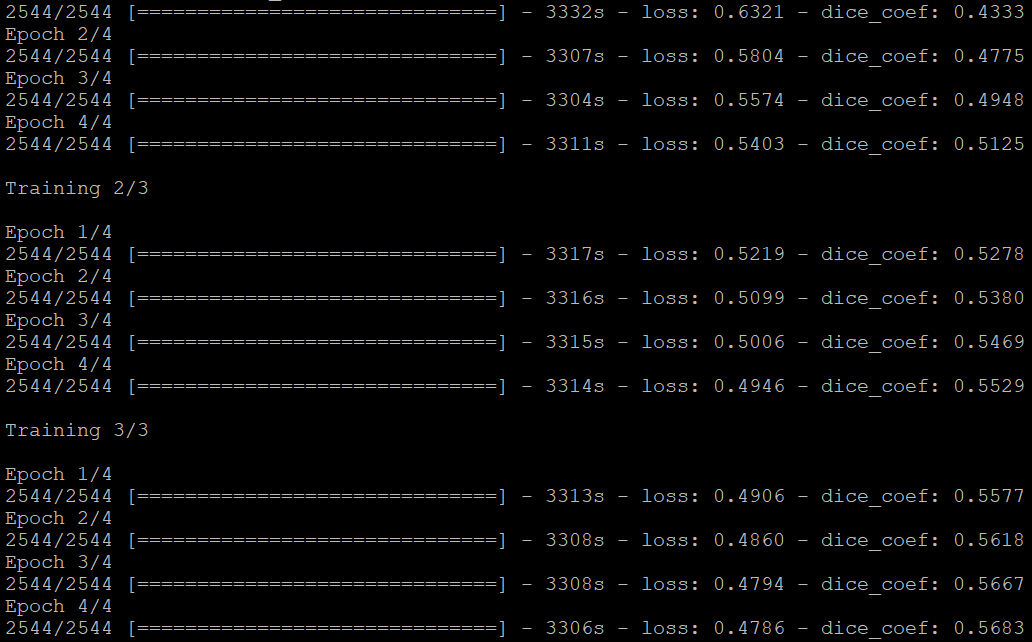 2544/2544 [==============================] - 3332s - loss: 0.6321 - dice_coef: 0.4333
Epoch 2/4
2544/2544 [==============================] - 3307s - loss: 0.5804 - dice_coef: 0.4775
Epoch 3/4
2544/2544 [==============================] - 3304s - loss: 0.5574 - dice_coef: 0.4948
Epoch 4/4
2544/2544 [==============================] - 3311s - loss: 0.5403 - dice_coef: 0.5125
Training 2/3
Epoch 1/4
2544/2544 [==============================] - 3317s - loss: 0.5219 - dice_coef: 0.5278
Epoch 2/4
2544/2544 [==============================] - 3316s - loss: 0.5099 - dice_coef: 0.5380
Epoch 3/4
2544/2544 [==============================] - 3315s - loss: 0.5006 - dice_coef: 0.5469
Epoch 4/4
2544/2544 [==============================] - 3314s - loss: 0.4946 - dice_coef: 0.5529
Training 3/3
Epoch 1/4
2544/2544 [==============================] - 3313s - loss: 0.4906 - dice_coef: 0.5577
Epoch 2/4
2544/2544 [==============================] - 3308s - loss: 0.4860 - dice_coef: 0.5618
Epoch 3/4
2544/2544 [==============================] - 3308s - loss: 0.4794 - dice_coef: 0.5667
Epoch 4/4
2544/2544 [==============================] - 3306s - loss: 0.4786 - dice_coef: 0.5683